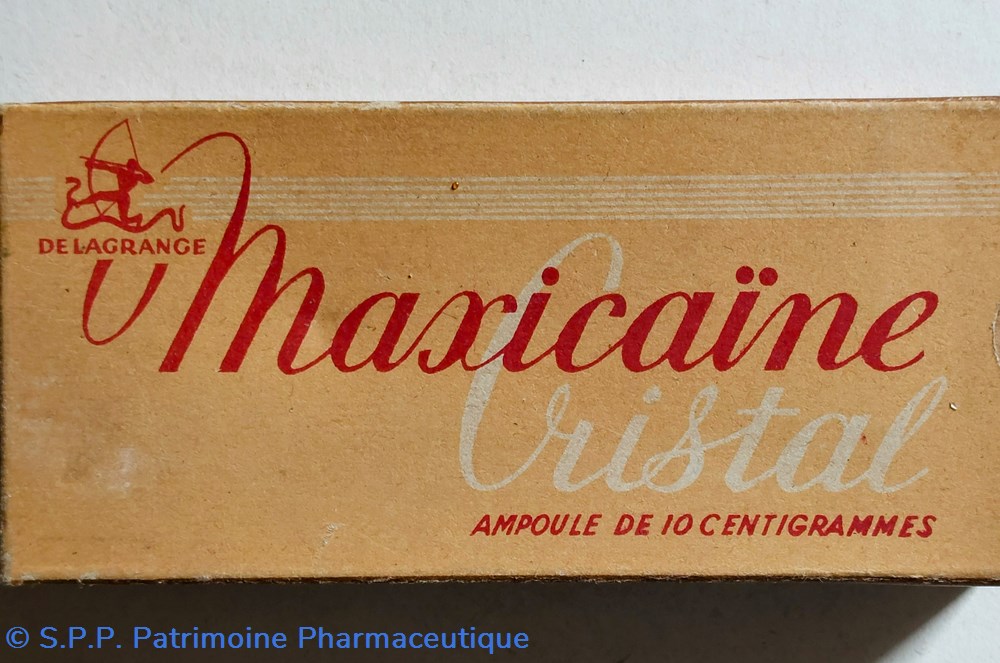 DELAGRANGE
Maxicaïne
Cristal
AMPOULE DE 10 CENTIGRAMMES
© S.P.P. Patrimoine Pharmaceutique